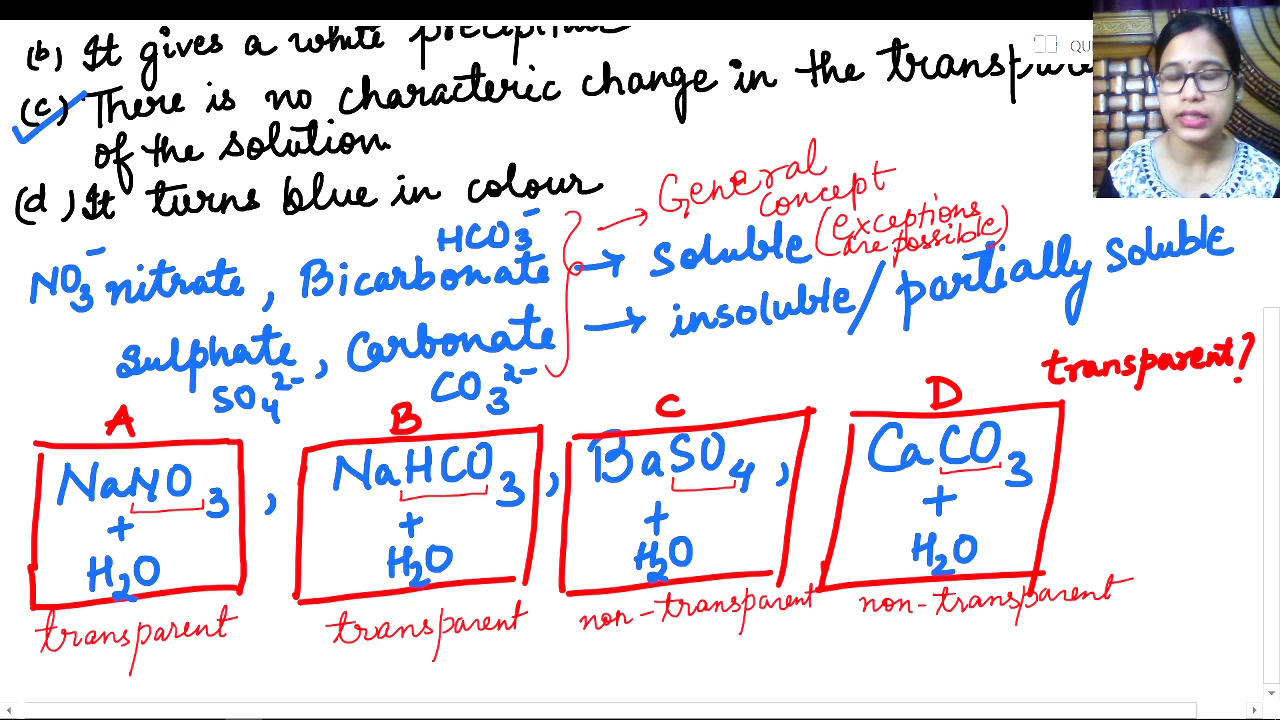 (b) It gives a white
QU
(c) There is no characteric change in the
of the solution.
(d) It turns blue in colour
General concept
(exceptions are possible)
HCO3^-
NO3^- nitrate, Bicarbonate → soluble
sulphate, Carbonate → insoluble/partially soluble
SO4^2- CO3^2-
transparent?
A B C D
NaNO3, NaHCO3, BaSO4, CaCO3
+ + + +
H2O H2O H2O H2O
transparent transparent non-transparent non-transparent